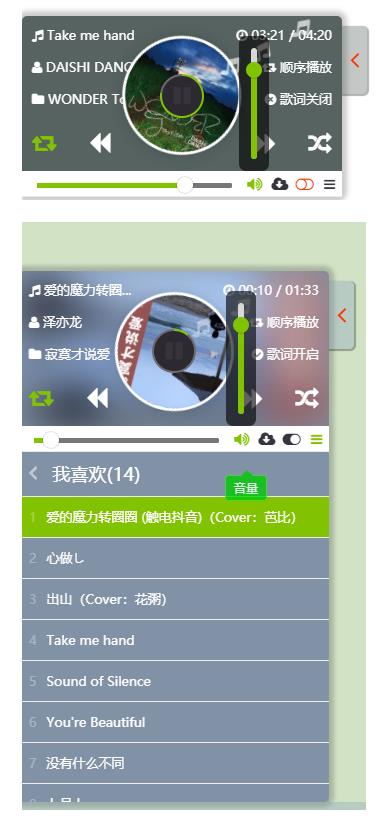 Take me hand
03:21 / 04:20
DAISHI DANC
顺序播放
WONDER To
歌词关闭
爱的魔力转圈...
00:10 / 01:33
泽亦龙
顺序播放
寂寞才说爱
歌词开启
我喜欢(14)
音量
1 爱的魔力转圈圈 (触电抖音)（Cover：芭比）
2 心做し
3 出山（Cover：花粥）
4 Take me hand
5 Sound of Silence
6 You're Beautiful
7 没有什么不同